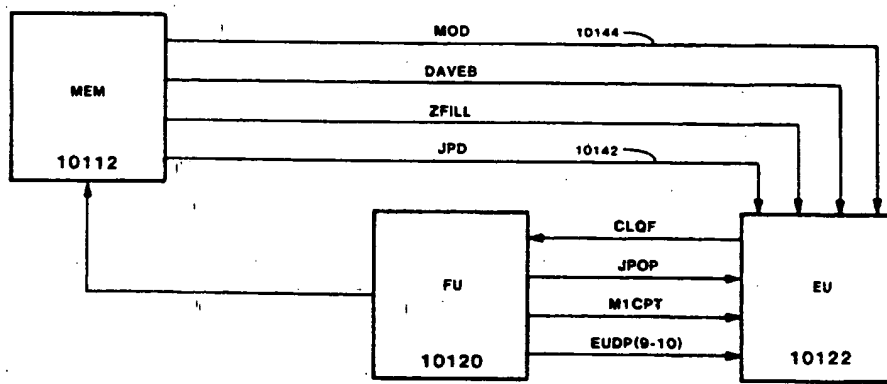 MOD
10144
DAVEB
MEM
ZFILL
JPD
10142
10112
CLQF
JPOP
FU
EU
M1CPT
EUDP(9-10)
10120
10122